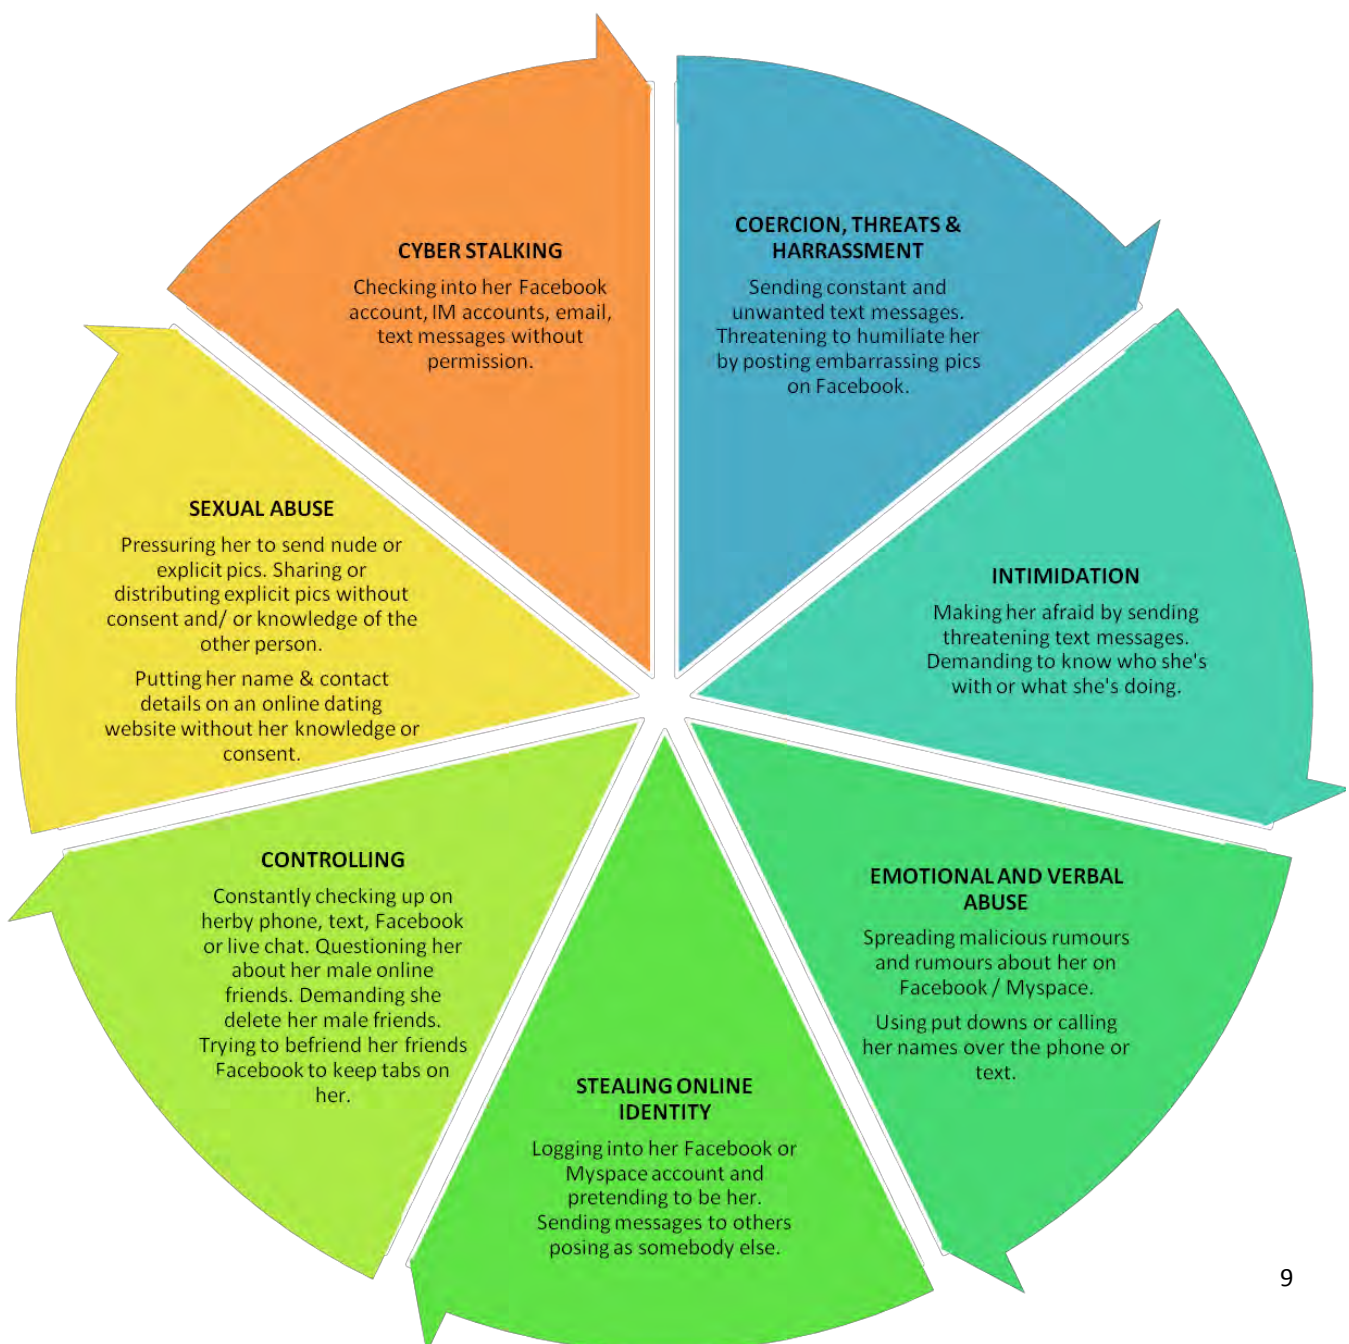 CYBER STALKING
Checking into her Facebook
account, IM accounts, email,
text messages without
permission.
COERCION, THREATS &
HARRASSMENT
Sending constant and
unwanted text messages.
Threatening to humiliate her
by posting embarrassing pics
on Facebook.
INTIMIDATION
Making her afraid by sending
threatening text messages.
Demanding to know who she's
with or what she's doing.
EMOTIONAL AND VERBAL
ABUSE
Spreading malicious rumours
and rumours about her on
Facebook / Myspace.
Using put downs or calling
her names over the phone or
text.
STEALING ONLINE
IDENTITY
Logging into her Facebook or
Myspace account and
pretending to be her.
Sending messages to others
posing as somebody else.
CONTROLLING
Constantly checking up on
herby phone, text, Facebook
or live chat. Questioning her
about her male online
friends. Demanding she
delete her male friends.
Trying to befriend her friends
Facebook to keep tabs on
her.
SEXUAL ABUSE
Pressuring her to send nude or
explicit pics. Sharing or
distributing explicit pics without
consent and/ or knowledge of the
other person.
Putting her name & contact
details on an online dating
website without her knowledge or
consent.
9